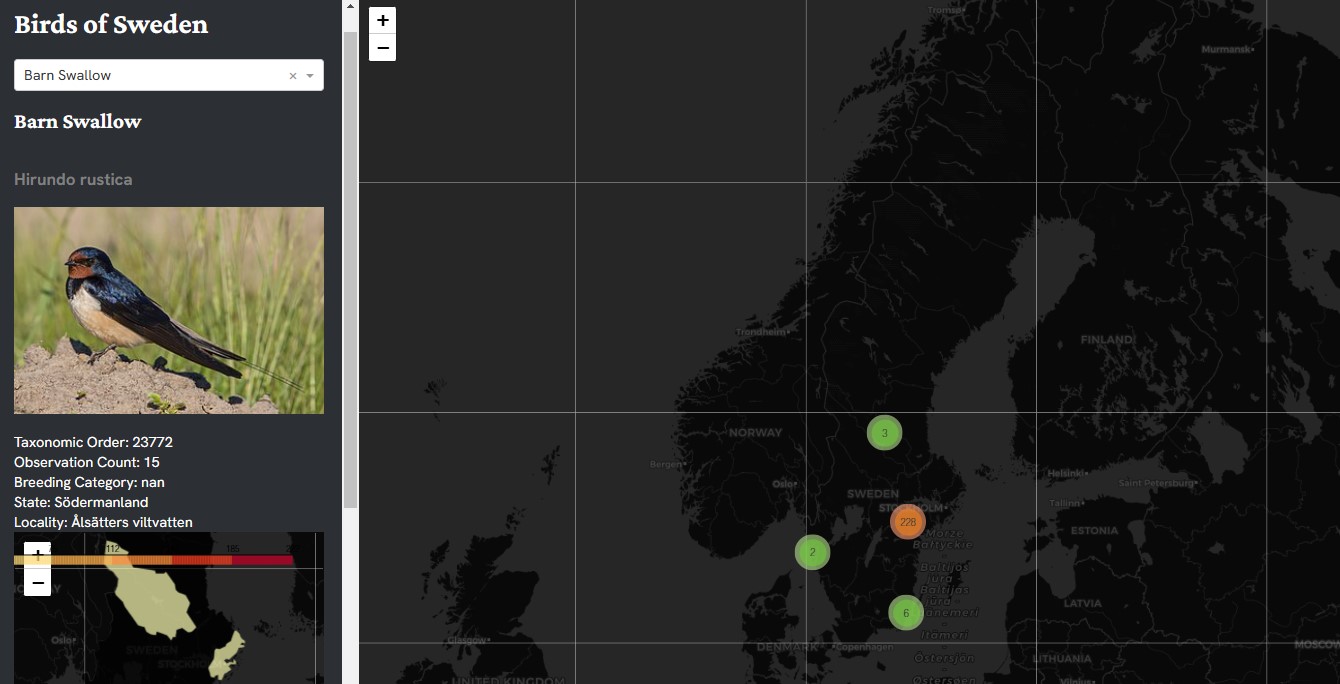 Birds of Sweden
Barn Swallow
Barn Swallow
Hirundo rustica
Taxonomic Order: 23772
Observation Count: 15
Breeding Category: nan
State: Södermanland
Locality: Ålsätters viltvatten
+
−
112
185
Oslo
SWEDEN
+
−
Tromsø
Murmansk
Trondheim
FINLAND
NORWAY
3
Bergen
Helsinki
Oslo
Saint Petersburg
SWEDEN
STOCKHOLM
Tallinn
228
ESTONIA
Morze
Bałtyckie
2
Baltijas
jūra
Baltijos
jūra
6
LATVIA
Itämeri
Glasgow
DENMARK
Copenhagen
MOSCOW
Östersjön
LITHUANIA
UNITED KINGDOM
Østersøen
Vilnius